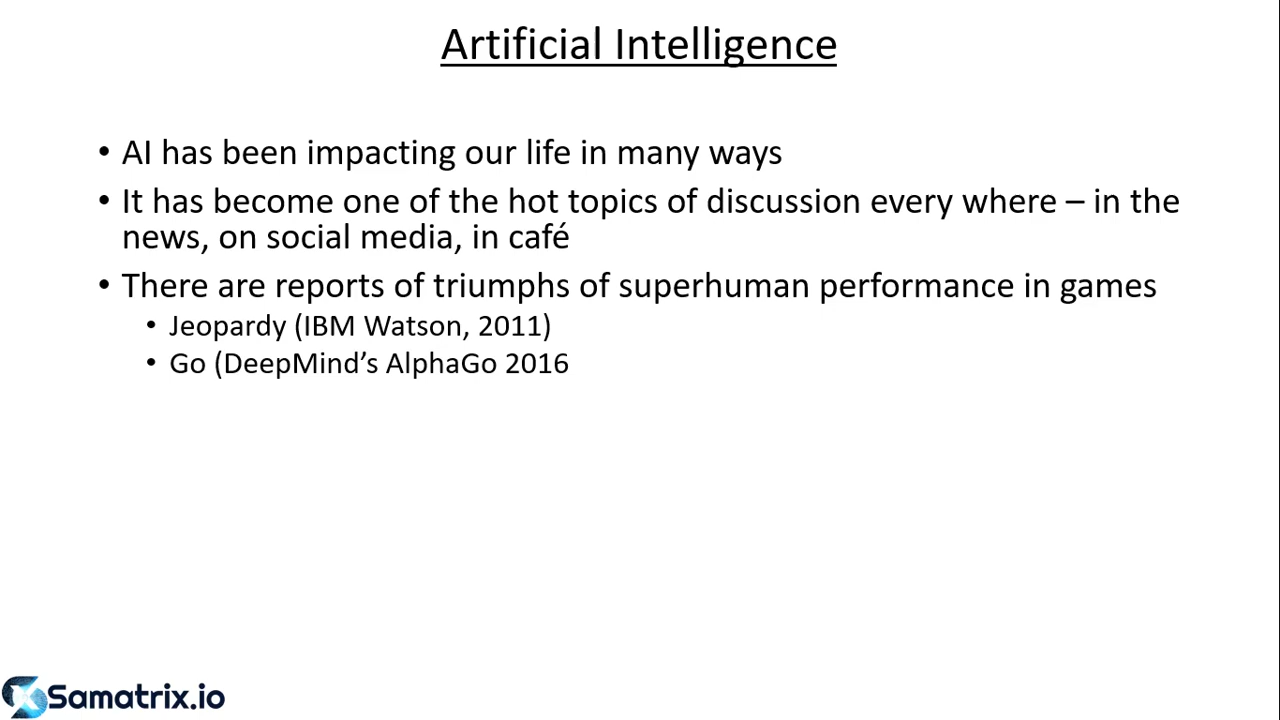 Artificial Intelligence
• AI has been impacting our life in many ways
• It has become one of the hot topics of discussion every where – in the
news, on social media, in café
• There are reports of triumphs of superhuman performance in games
• Jeopardy (IBM Watson, 2011)
• Go (DeepMind’s AlphaGo 2016
Samatrix.io